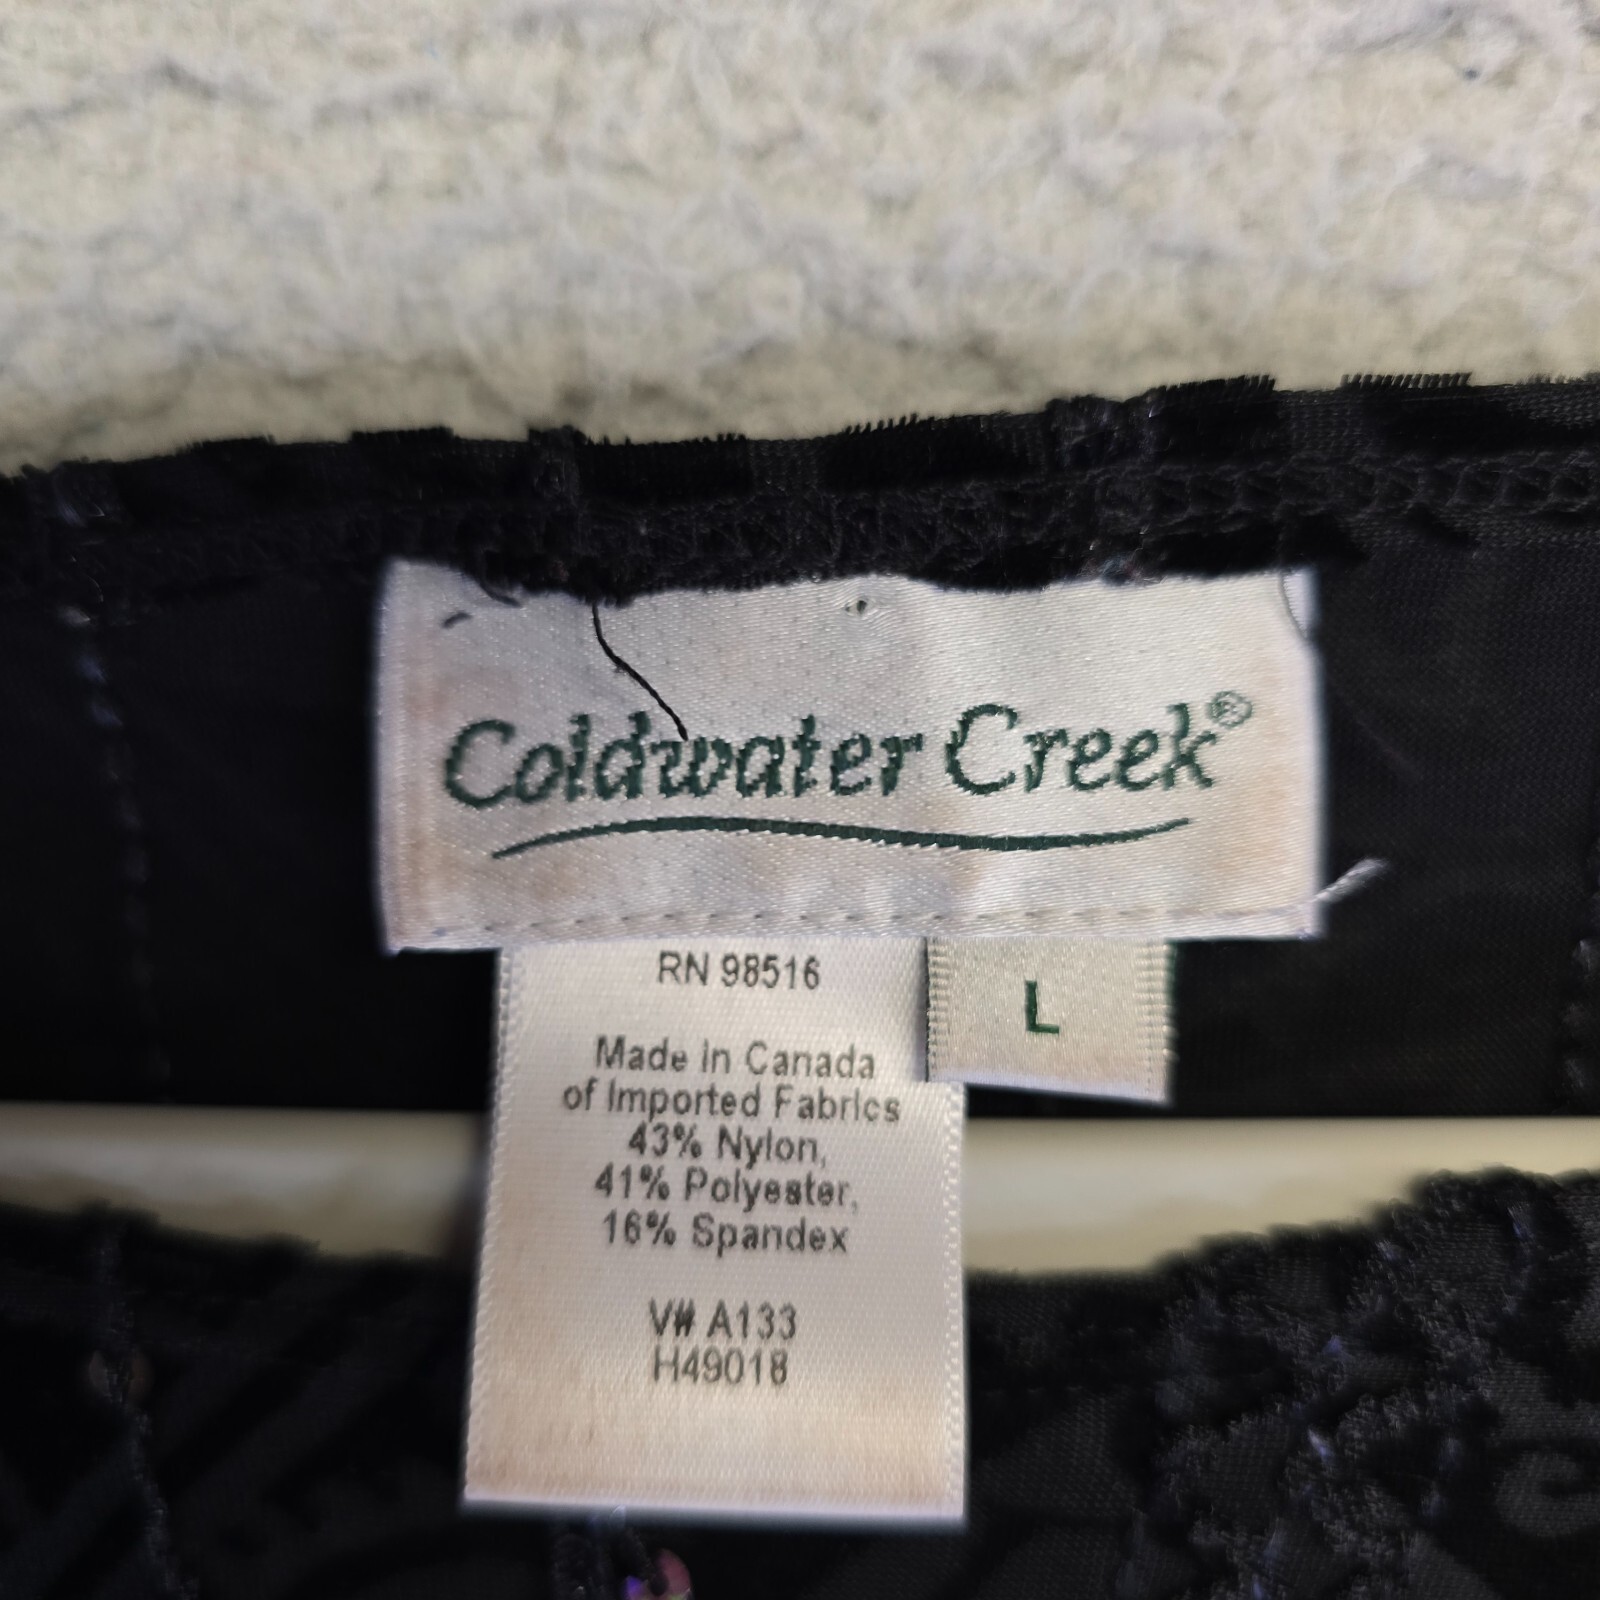 Coldwater Creek®
RN 98516
L
Made in Canada
of Imported Fabrics
43% Nylon,
41% Polyester,
16% Spandex
V# A133
H49018